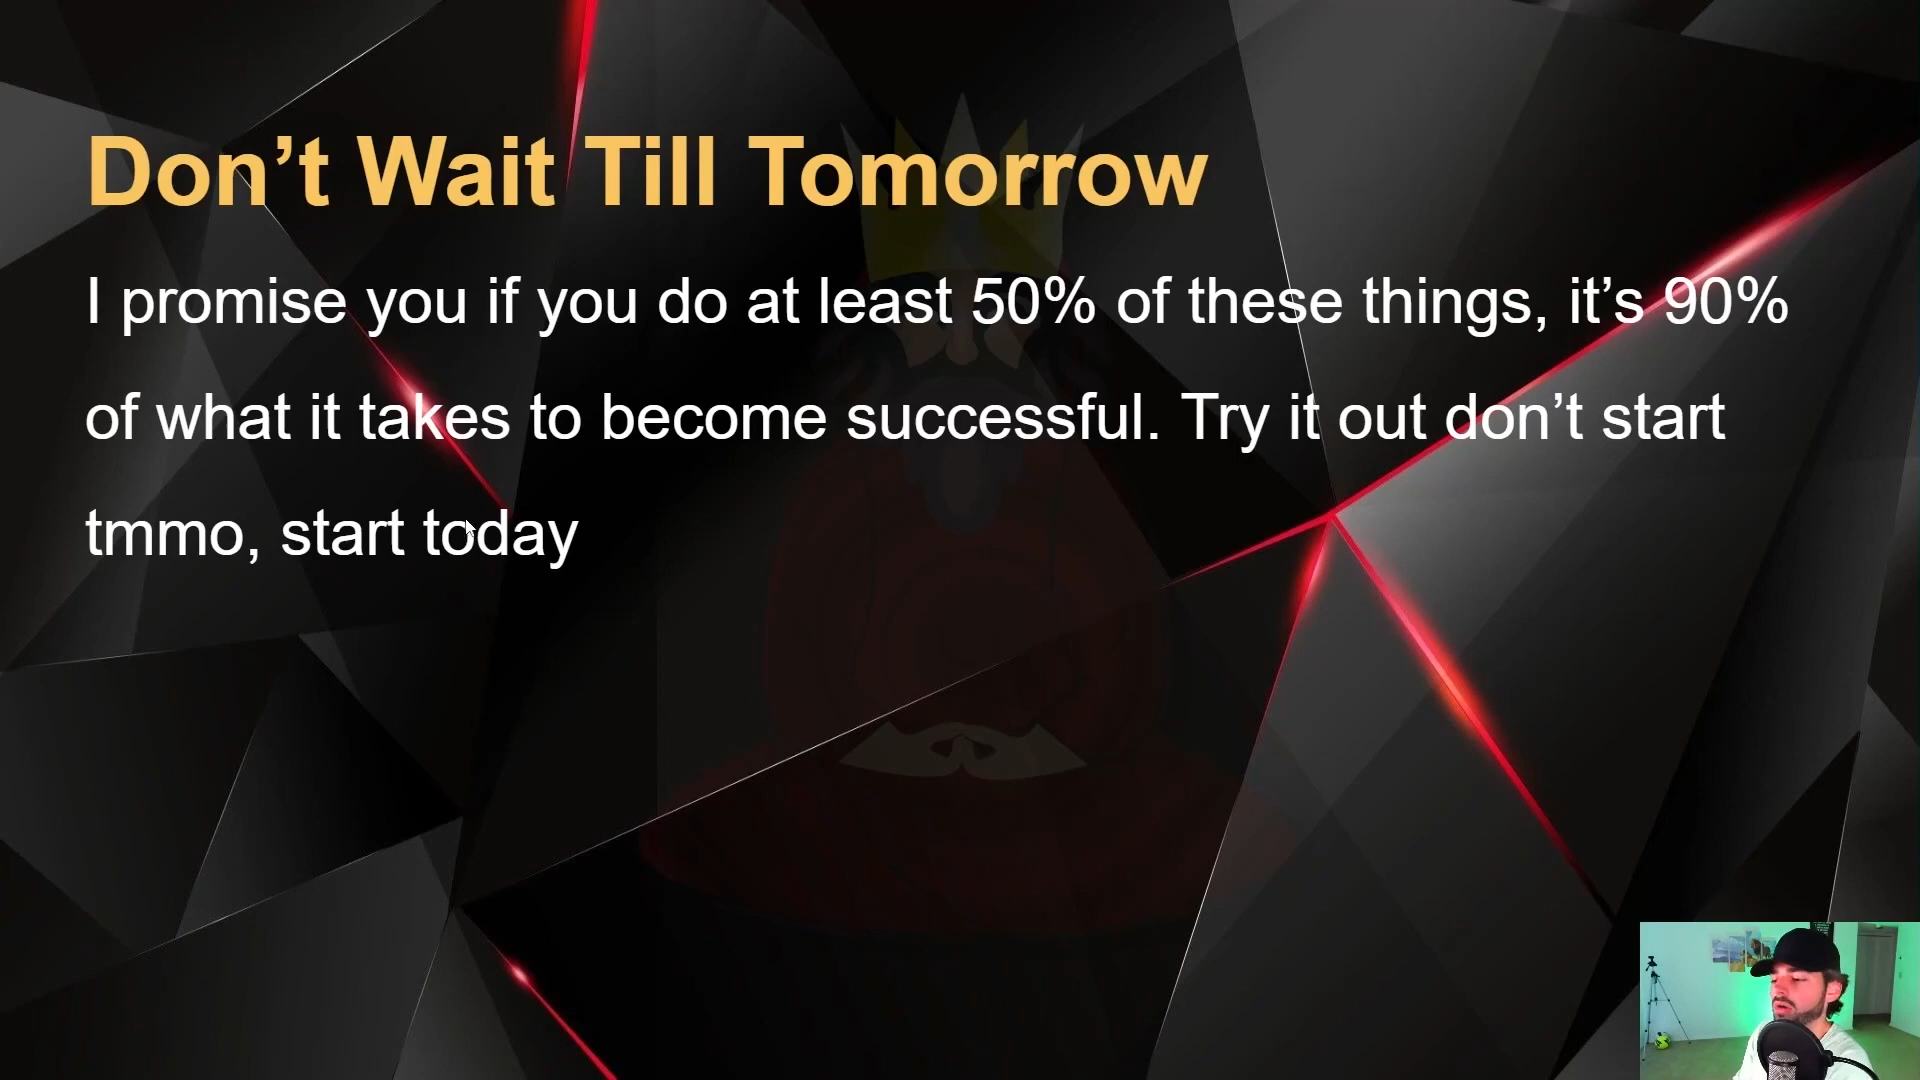 Don’t Wait Till Tomorrow
I promise you if you do at least 50% of these things, it’s 90%
of what it takes to become successful. Try it out don’t start
tmmo, start today